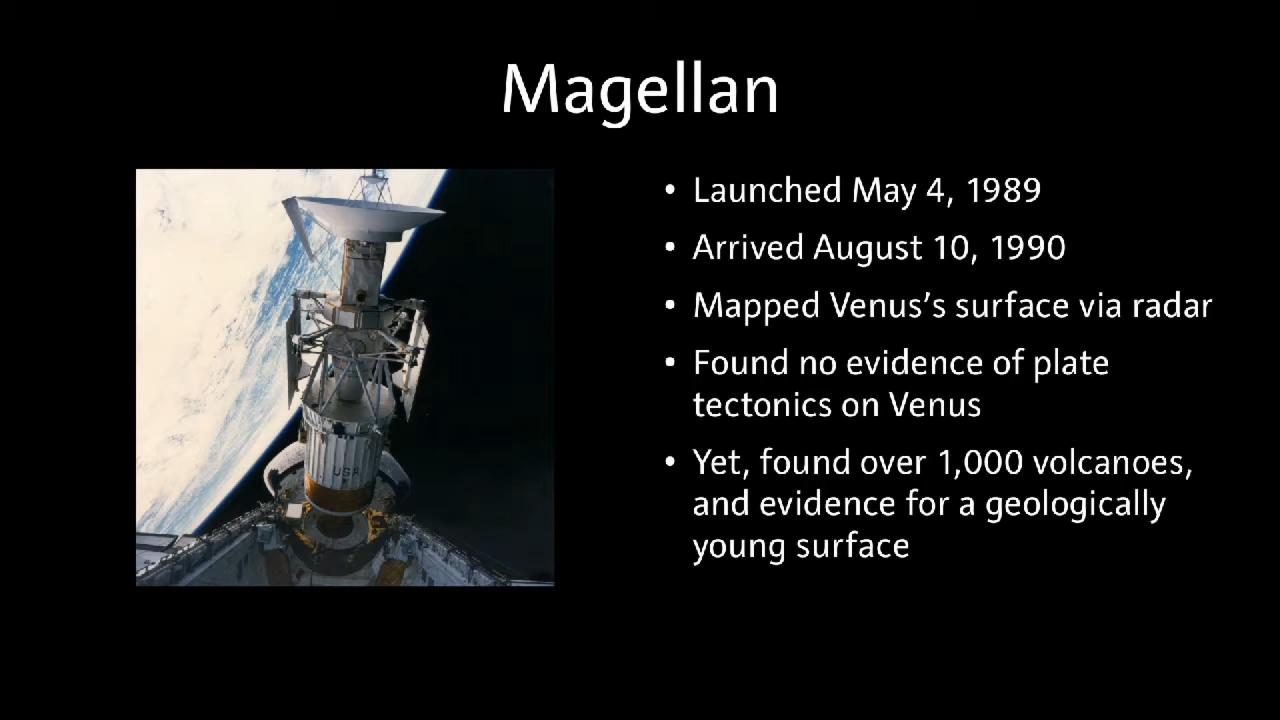 Magellan
• Launched May 4, 1989
• Arrived August 10, 1990
• Mapped Venus’s surface via radar
• Found no evidence of plate
tectonics on Venus
• Yet, found over 1,000 volcanoes,
and evidence for a geologically
young surface
USA